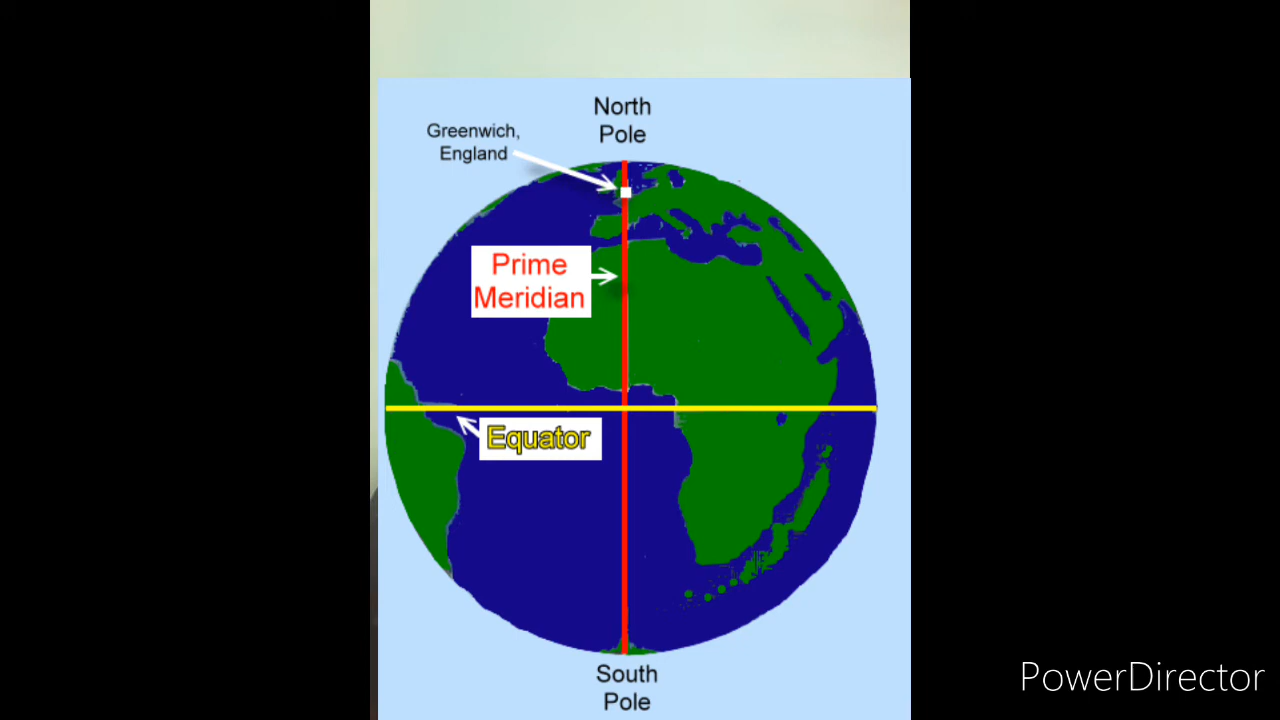 North
Pole
Greenwich,
England
Prime
Meridian
Equator
South
Pole
PowerDirector